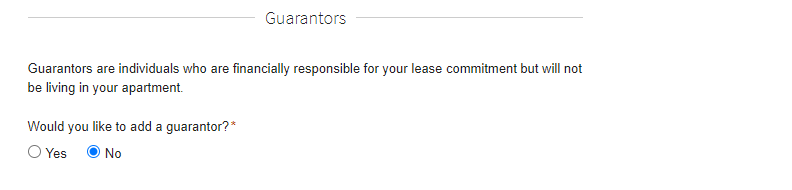 Guarantors
Guarantors are individuals who are financially responsible for your lease commitment but will not
be living in your apartment.
Would you like to add a guarantor?*
Yes No